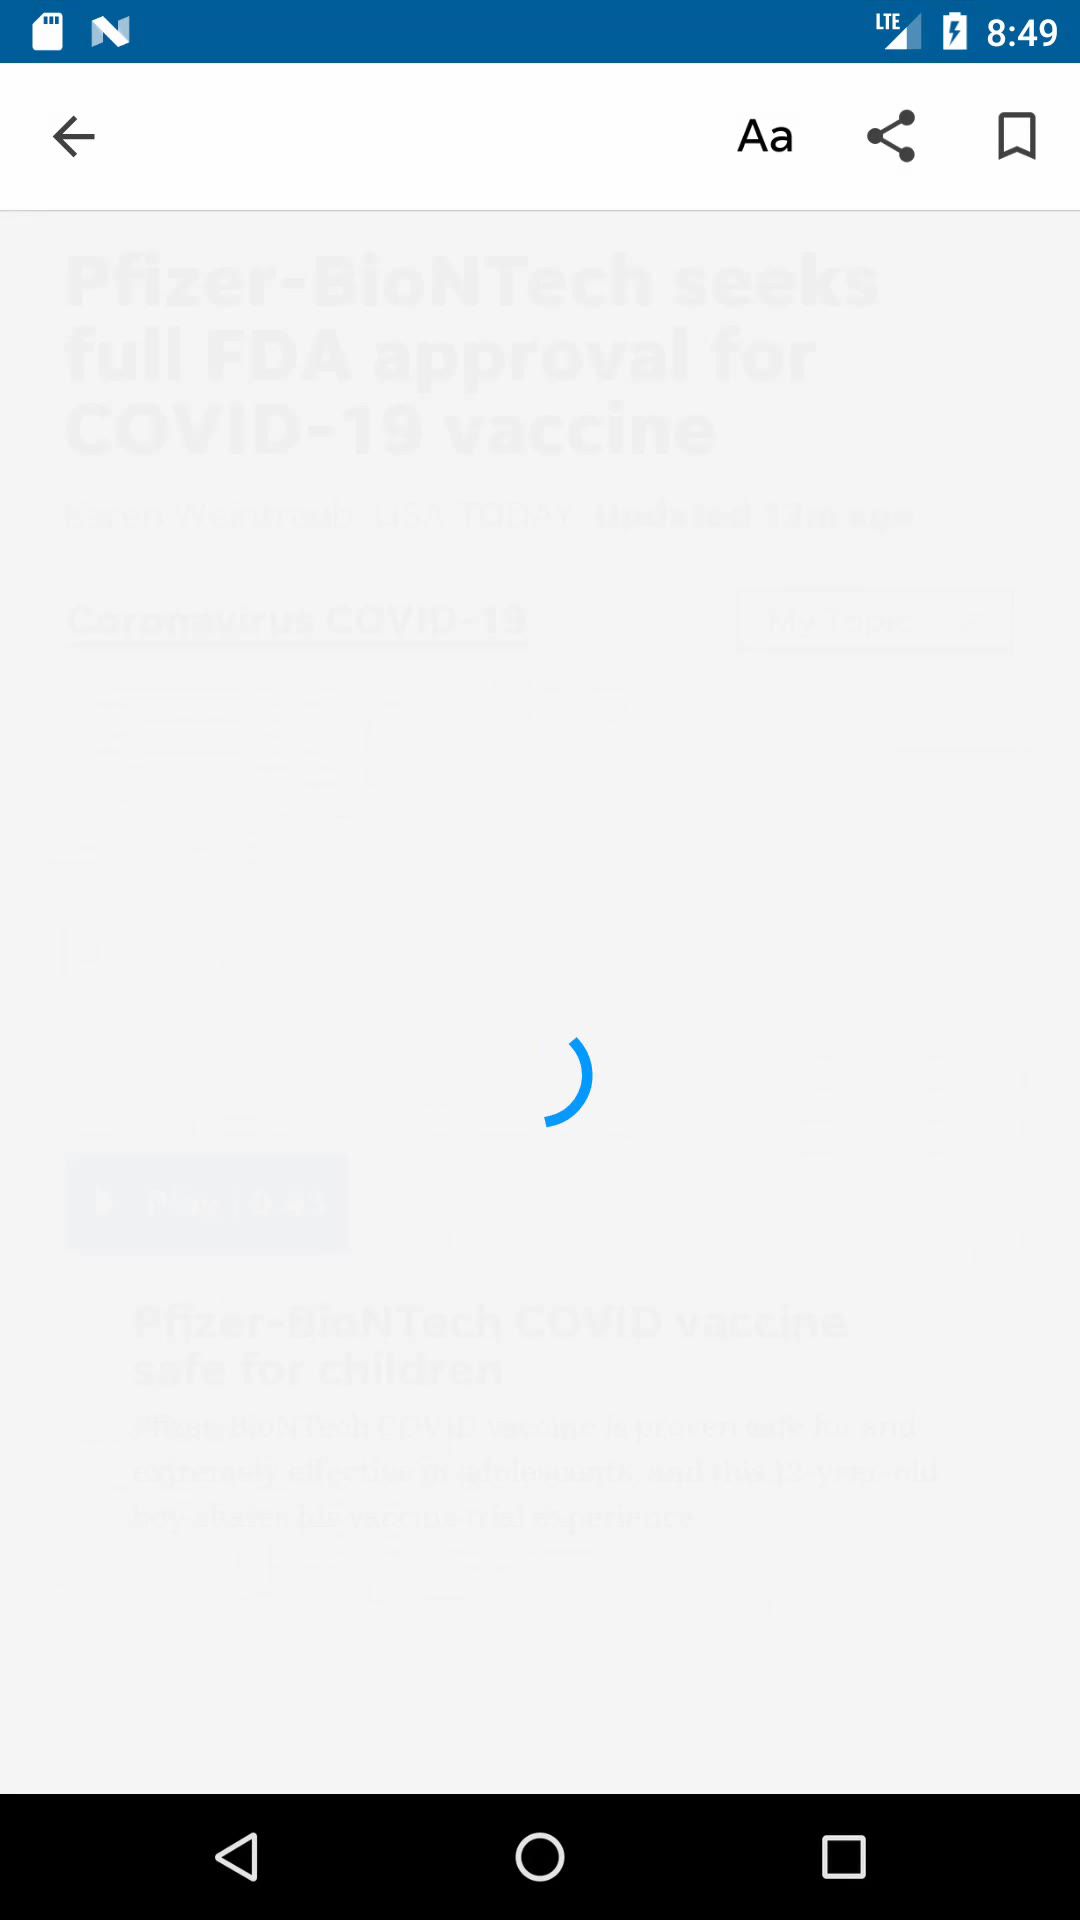 LTE 8:49
Aa
Pfizer-BioNTech seeks
full FDA approval for
COVID-19 vaccine
Karen Weintraub, USA TODAY Updated 13m ago
Coronavirus COVID-19
My Topic
Play | 0:43
Pfizer-BioNTech COVID vaccine
safe for children
Pfizer-BioNTech COVID vaccine is proven safe for and
extremely effective in adolescents, and this 12-year-old
boy shares his vaccine trial experience